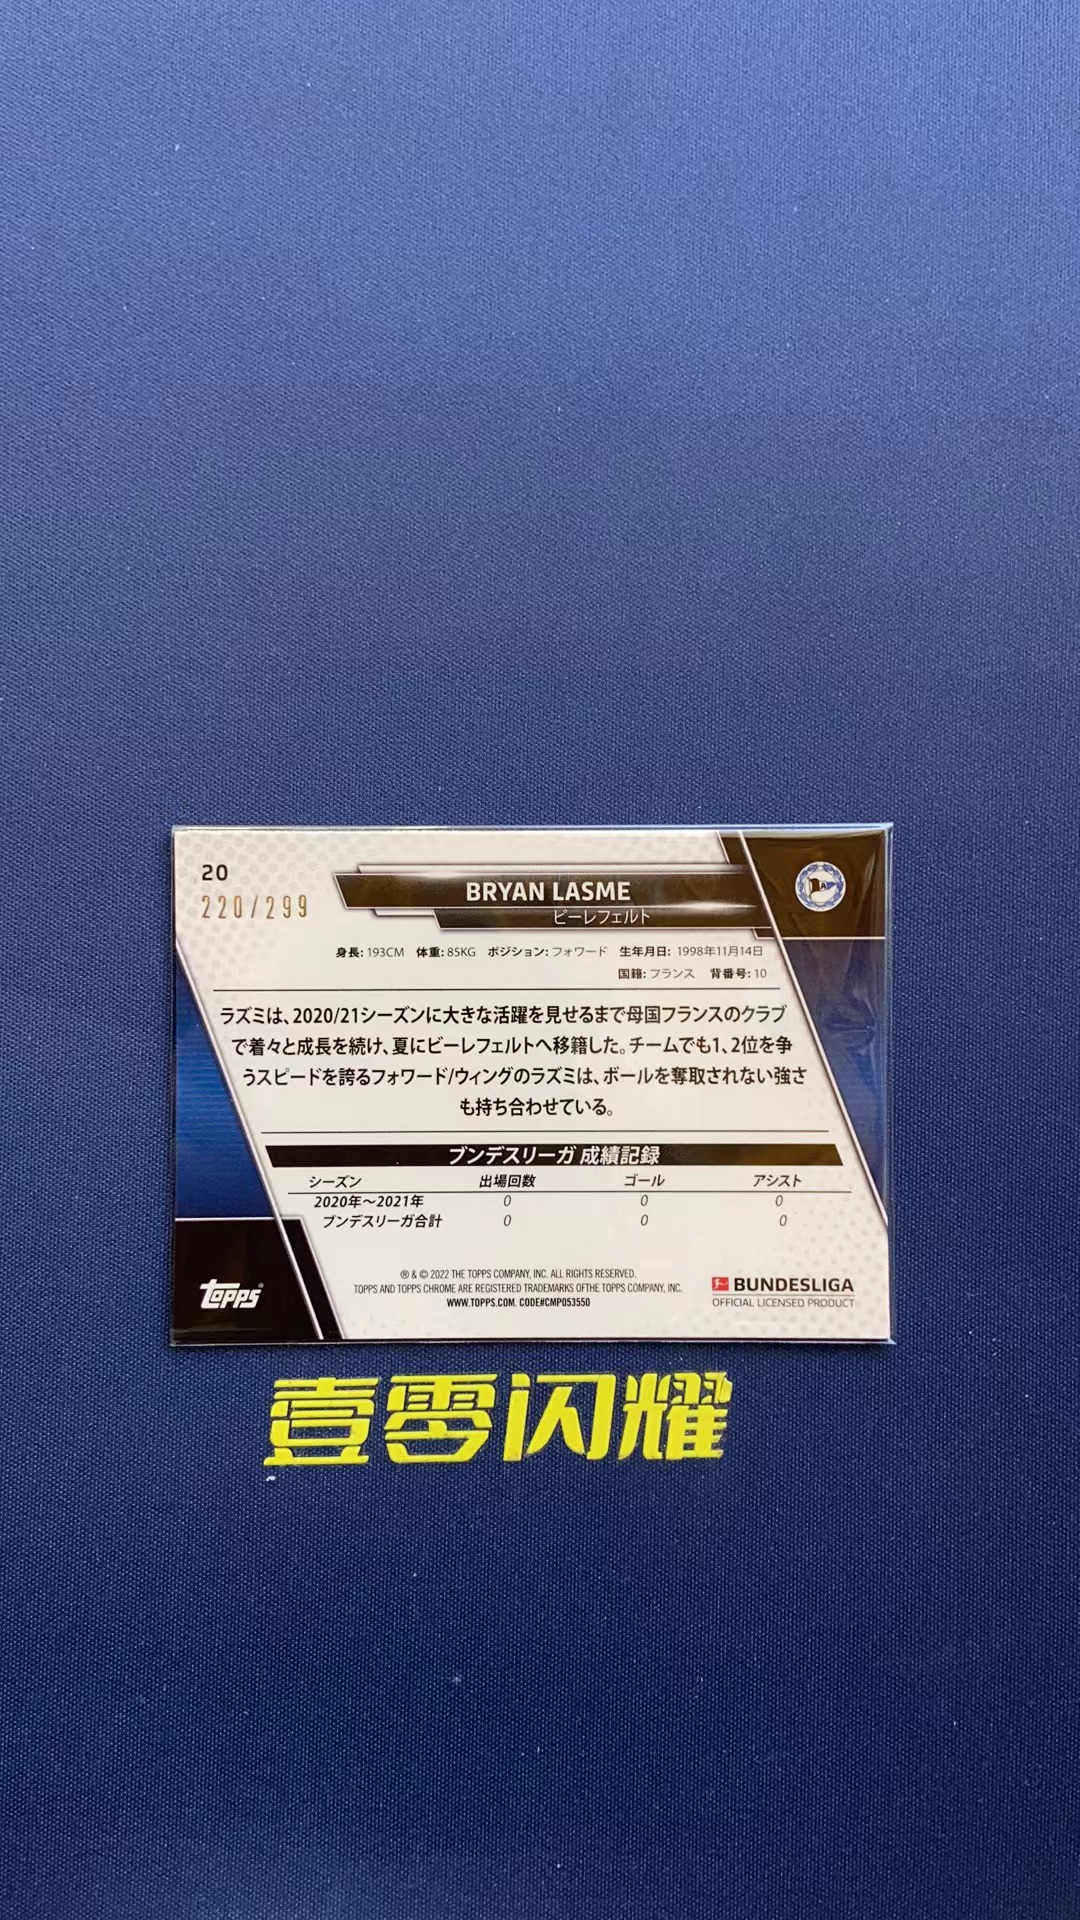 20
220/299
BRYAN LASME
ビーレフェルト
身長: 193CM 体重: 85KG ポジション: フォワード 生年月日: 1998年11月14日
国籍: フランス 背番号: 10
ラズミは、2020/21シーズンに大きな活躍を見せるまで母国フランスのクラブ
で着々と成長を続け、夏にビーレフェルトへ移籍した。チームでも1、2位を争
うスピードを誇るフォワード/ウィングのラズミは、ボールを奪取されない強さ
も持ち合わせている。
ブンデスリーガ 成績記録
シーズン 出場回数 ゴール アシスト
2020年〜2021年 0 0 0
ブンデスリーガ合計 0 0 0
® & © 2022 THE TOPPS COMPANY, INC. ALL RIGHTS RESERVED.
TOPPS AND TOPPS CHROME ARE REGISTERED TRADEMARKS OFTHE TOPPS COMPANY, INC.
WWW.TOPPS.COM. CODE#CMP053550
topps®
BUNDESLIGA
OFFICIAL LICENSED PRODUCT
壹零闪耀